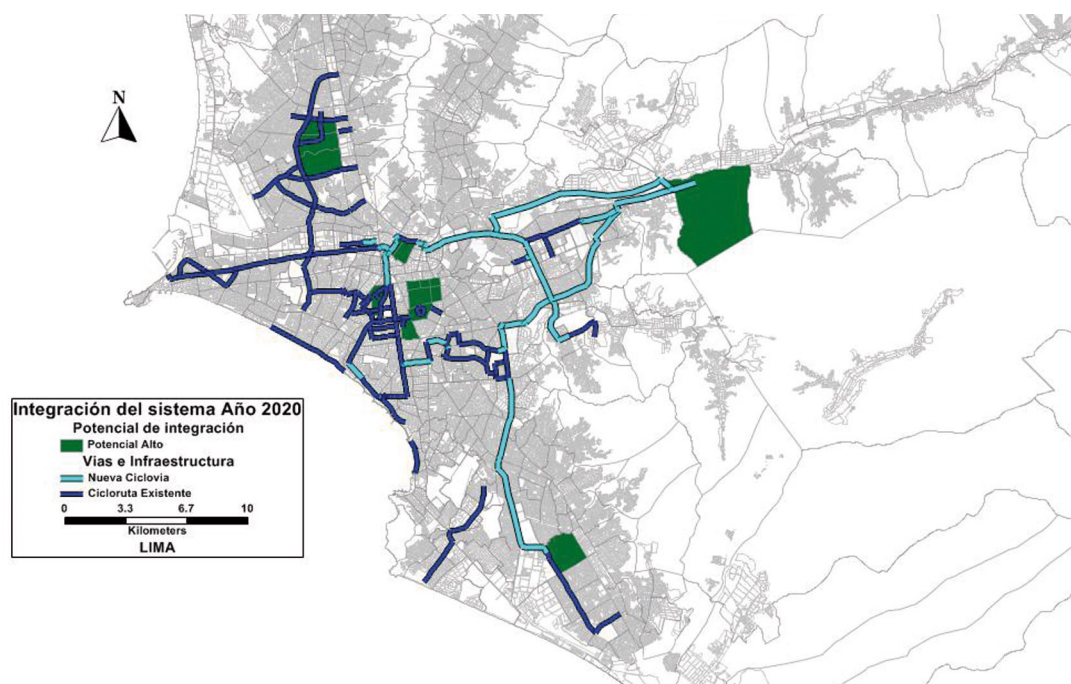 N
Integración del sistema Año 2020
Potencial de integración
Potencial Alto
Vias e Infraestructura
Nueva Ciclovia
Cicloruta Existente
0 3.3 6.7 10
Kilometers
LIMA